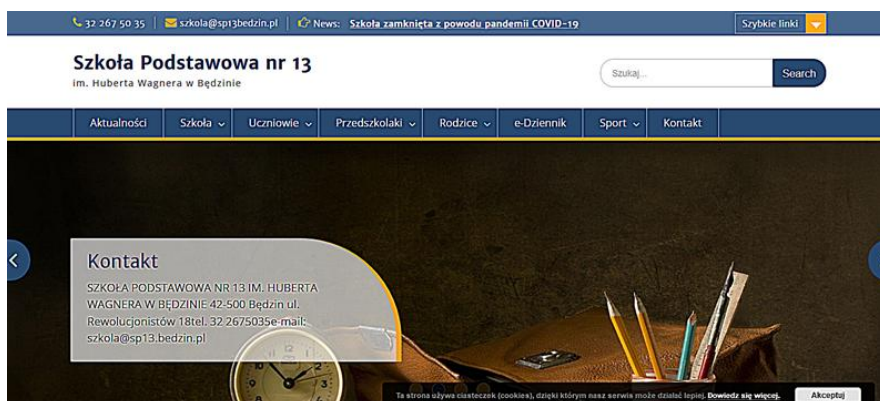 32 267 50 35 szkola@sp13bedzin.pl News: Szkoła zamknięta z powodu pandemii COVID-19 Szybkie linki
Szkoła Podstawowa nr 13
im. Huberta Wagnera w Będzinie
Szukaj... Search
Aktualności Szkoła Uczniowie Przedszkolaki Rodzice e-Dziennik Sport Kontakt
Kontakt
SZKOŁA PODSTAWOWA NR 13 IM. HUBERTA
WAGNERA W BĘDZINIE 42-500 Będzin ul.
Rewolucjonistów 18tel. 32 2675035e-mail:
szkola@sp13.bedzin.pl
12
9
3
Ta strona używa ciasteczek (cookies), dzięki którym nasz serwis może działać lepiej. Dowiedz się więcej. Akceptuj